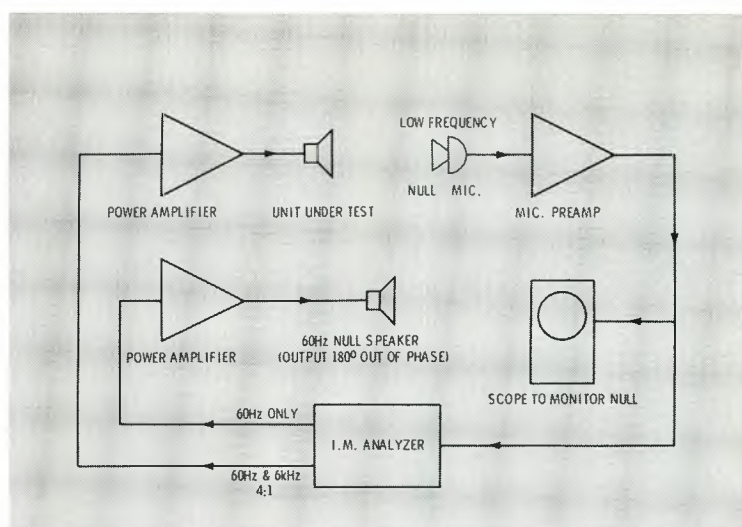 LOW FREQUENCY
NULL MIC.
POWER AMPLIFIER
UNIT UNDER TEST
MIC. PREAMP
POWER AMPLIFIER
60Hz NULL SPEAKER
(OUTPUT 180º OUT OF PHASE)
SCOPE TO MONITOR NULL
60Hz ONLY
I.M. ANALYZER
60Hz & 6kHz
4:1